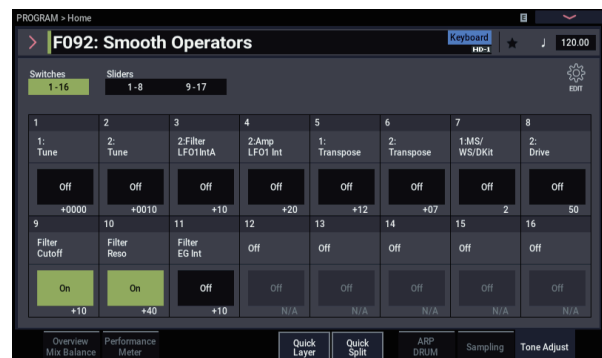 PROGRAM > Home
E
F092: Smooth Operators
Keyboard
HD-1
♩ 120.00
Switches
Sliders
1-16
1-8
9-17
EDIT
1 2 3 4 5 6 7 8
1: 2: 2:Filter 2:Amp 1: 2: 1:MS/ 2:
Tune Tune LFO1IntA LFO1 Int Transpose Transpose WS/DKit Drive
Off Off Off Off Off Off Off Off
+0000 +0010 +10 +20 +12 +07 2 50
9 10 11 12 13 14 15 16
Filter Filter Filter Off Off Off Off Off
Cutoff Reso EG Int
On On Off Off Off Off Off Off
+10 +40 +10 N/A N/A N/A N/A N/A
Overview Performance Quick Quick ARP Sampling Tone Adjust
Mix Balance Meter Layer Split DRUM